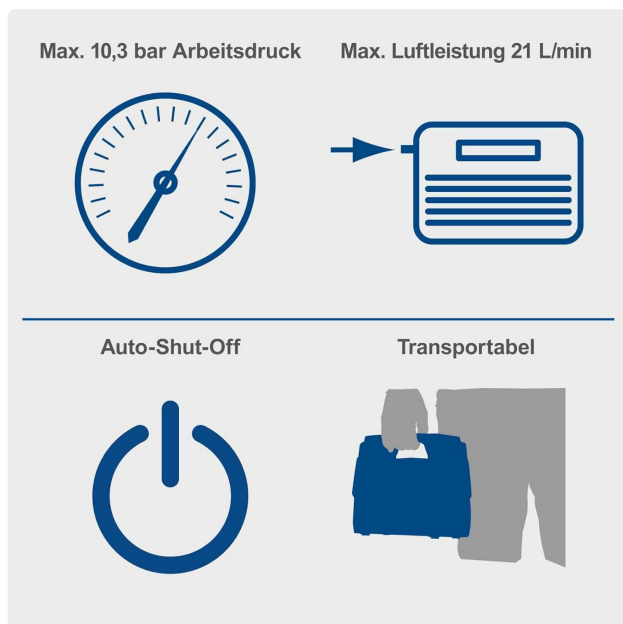 Max. 10,3 bar Arbeitsdruck
Max. Luftleistung 21 L/min
Auto-Shut-Off
Transportabel